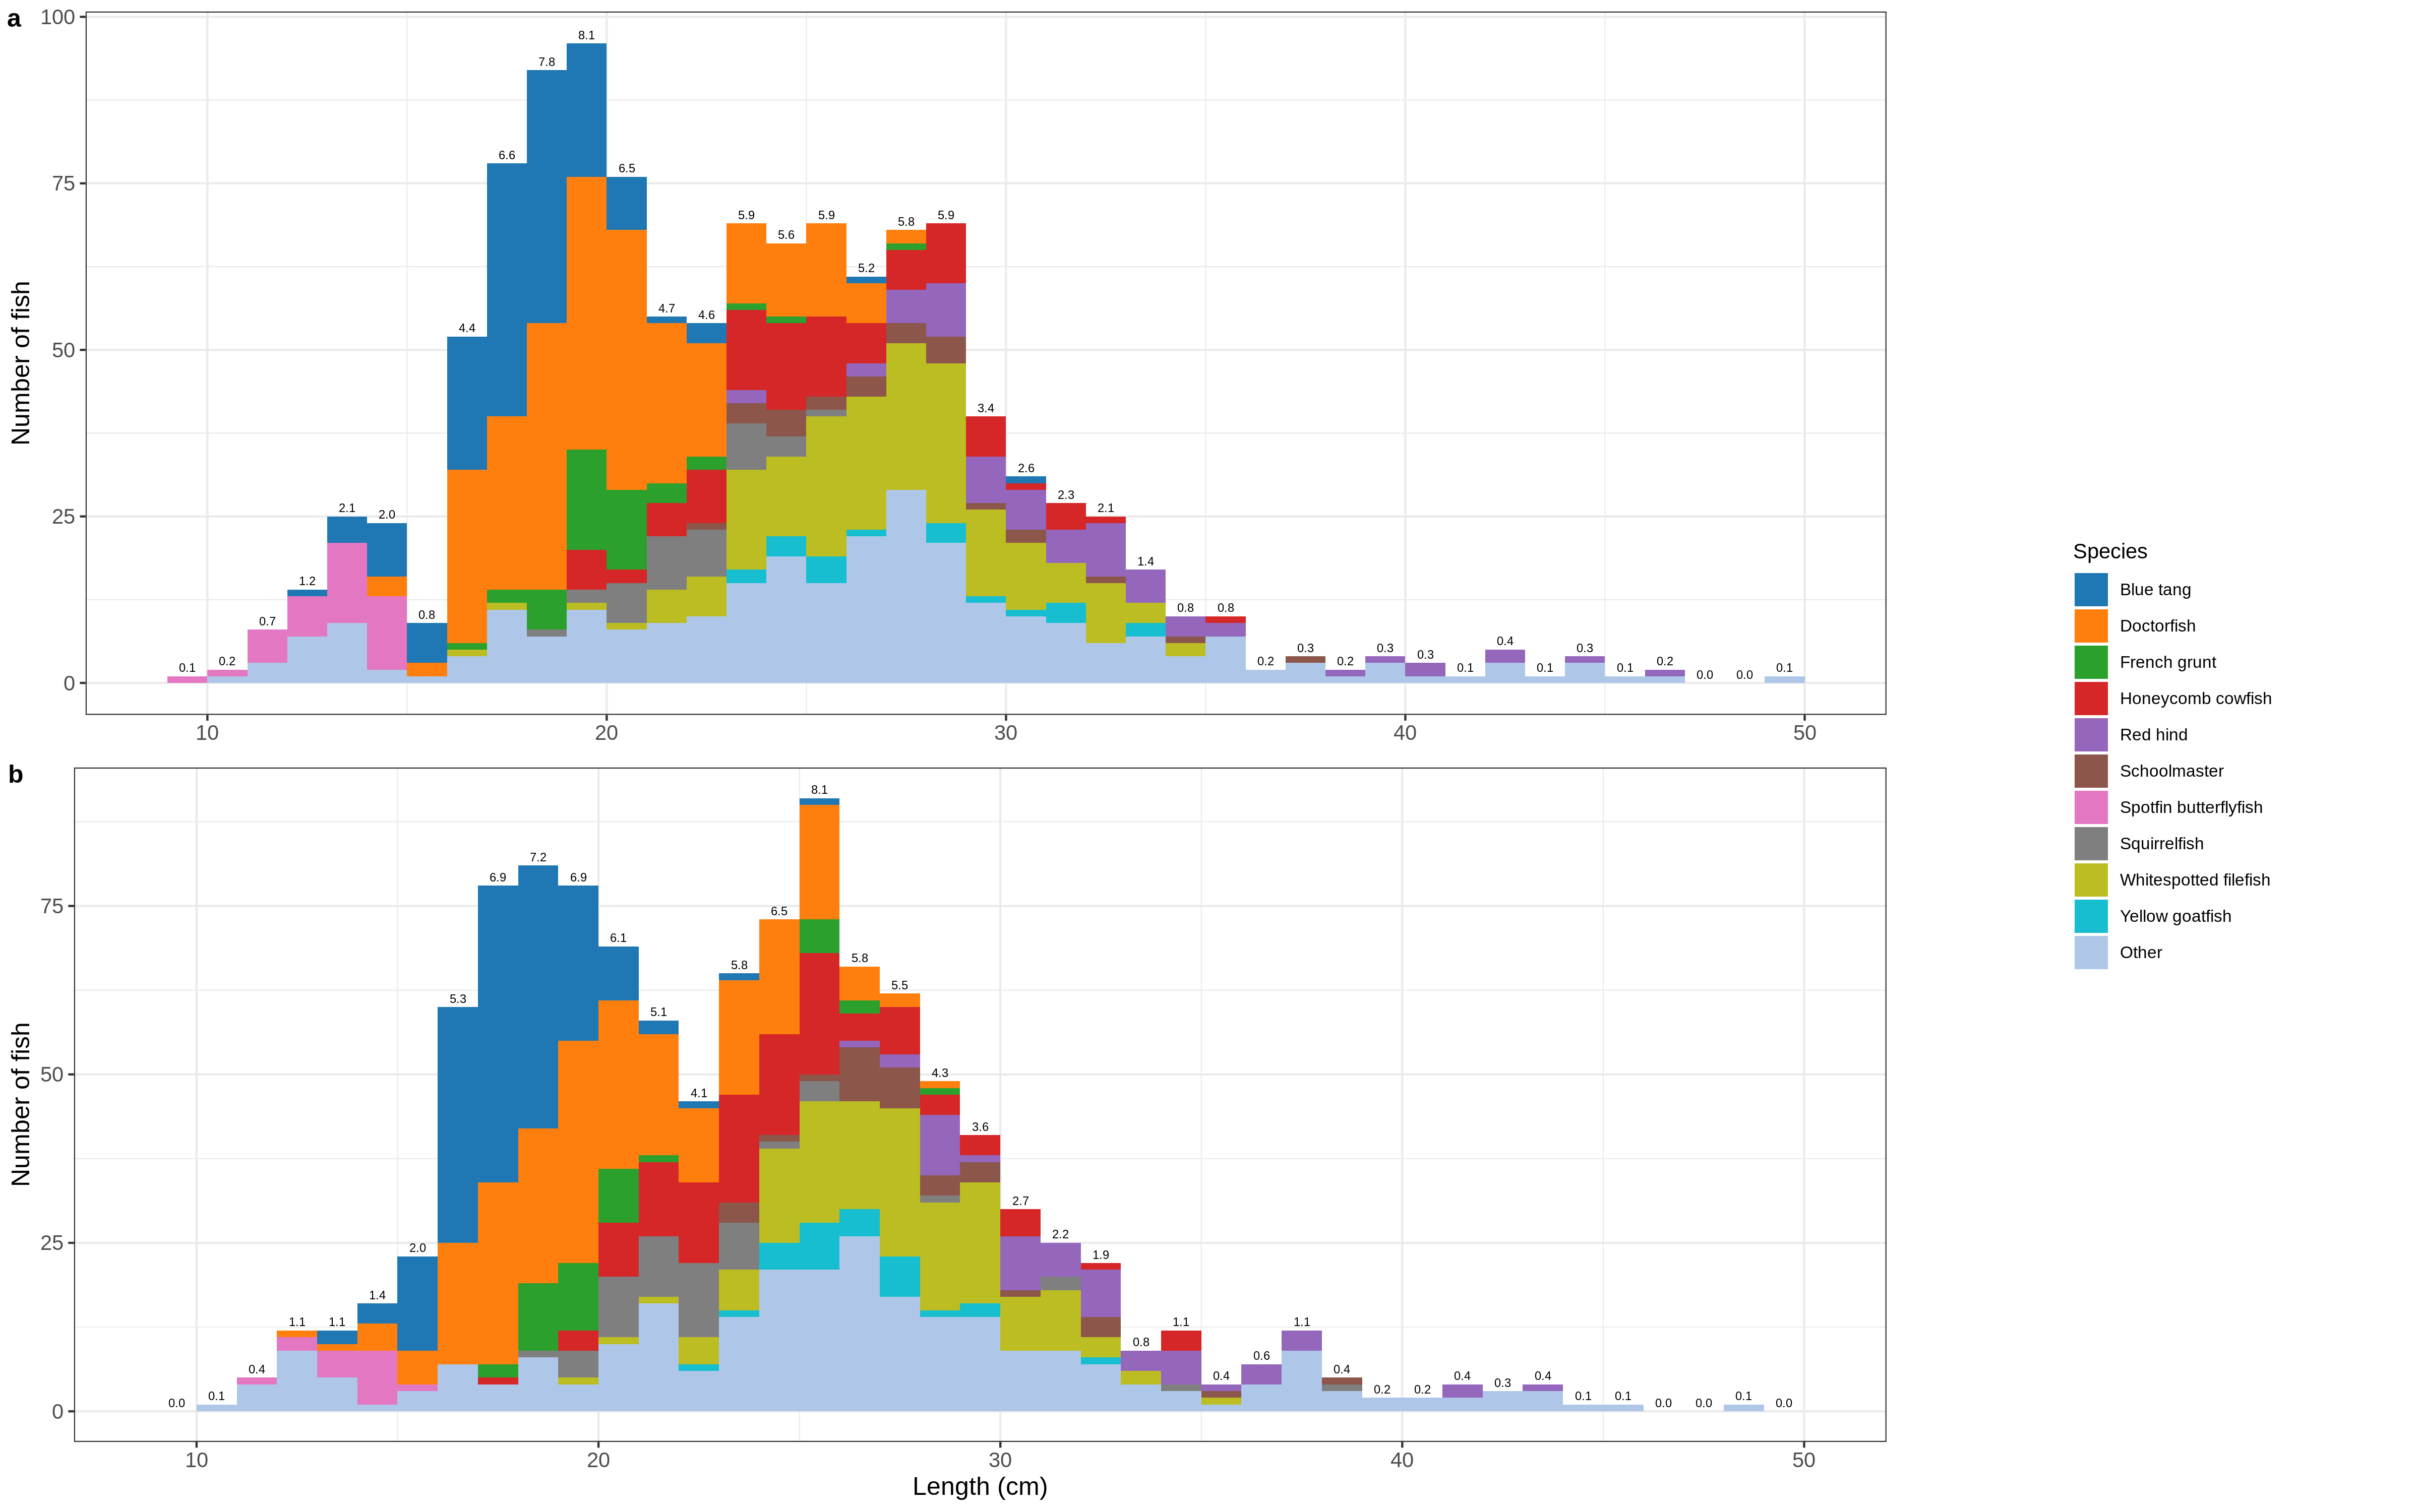 a
100
75
50
25
0
Number of fish
0.1 0.2 0.7 1.2 2.1 2.0 0.8 4.4 6.6 7.8 8.1 6.5 4.7 4.6 5.9 5.6 5.9 5.2 5.8 5.9 3.4 2.6 2.3 2.1 1.4 0.8 0.8 0.2 0.3 0.2 0.3 0.3 0.1 0.4 0.1 0.3 0.1 0.2 0.0 0.0 0.1
10 20 30 40 50
b
75
50
25
0
Number of fish
0.0 0.1 0.4 1.1 1.1 1.4 2.0 5.3 6.9 7.2 6.9 6.1 5.1 4.1 5.8 6.5 8.1 5.8 5.5 4.3 3.6 2.7 2.2 1.9 0.8 1.1 0.4 0.6 1.1 0.4 0.2 0.2 0.4 0.3 0.4 0.1 0.1 0.0 0.0 0.1 0.0
10 20 30 40 50
Length (cm)
Species
Blue tang
Doctorfish
French grunt
Honeycomb cowfish
Red hind
Schoolmaster
Spotfin butterflyfish
Squirrelfish
Whitespotted filefish
Yellow goatfish
Other